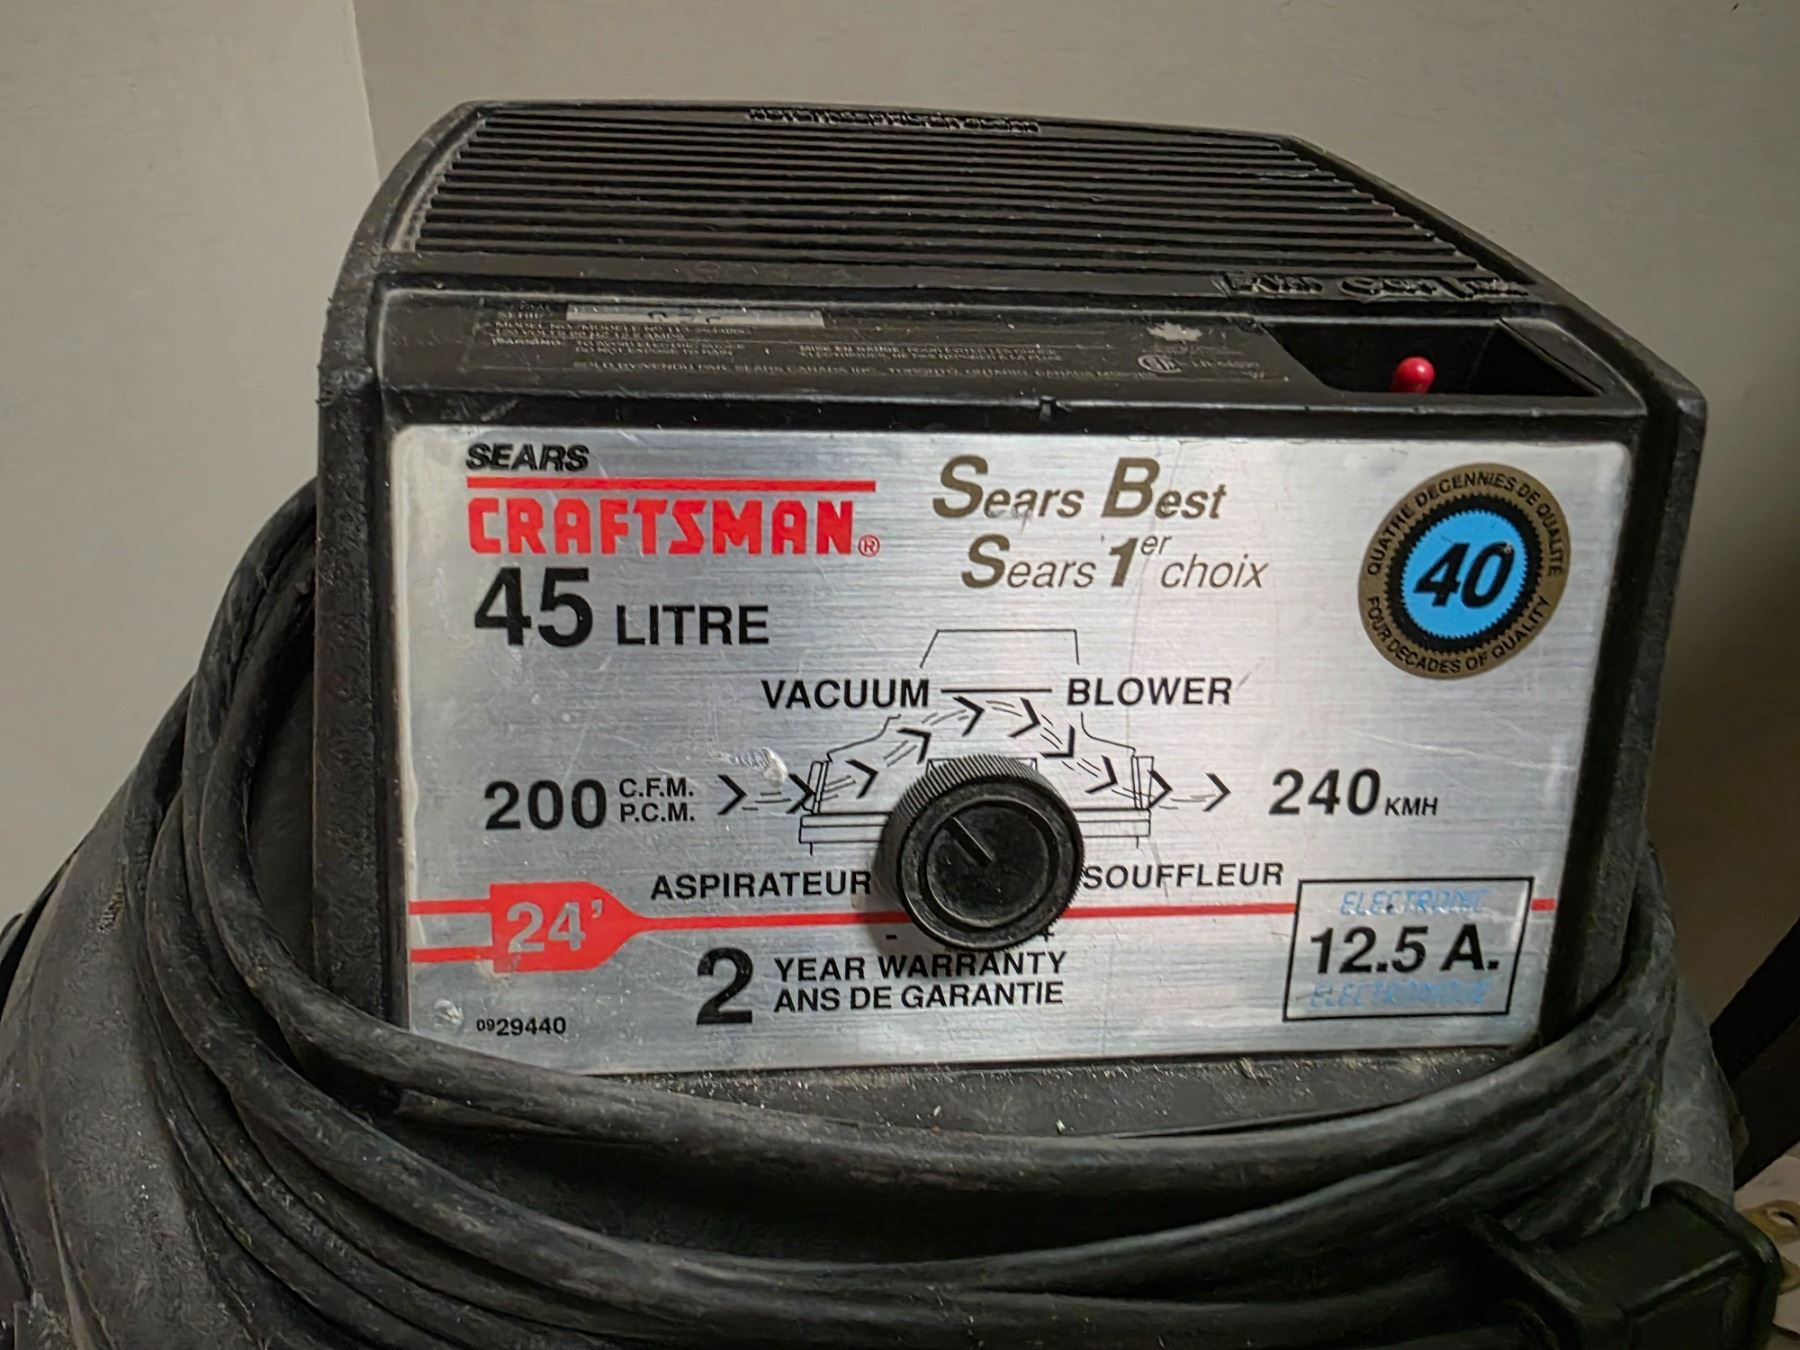 SEARS
CRAFTSMAN®
45 LITRE
Sears Best
Sears 1er choix
QUATRE DECENNIES DE QUALITÉ
40
FOUR DECADES OF QUALITY
VACUUM BLOWER
200 C.F.M.
P.C.M.
240 KMH
ASPIRATEUR SOUFFLEUR
24'
- +
2 YEAR WARRANTY
ANS DE GARANTIE
ELECTRONIC
12.5 A.
ELECTRONIQUE
0929440